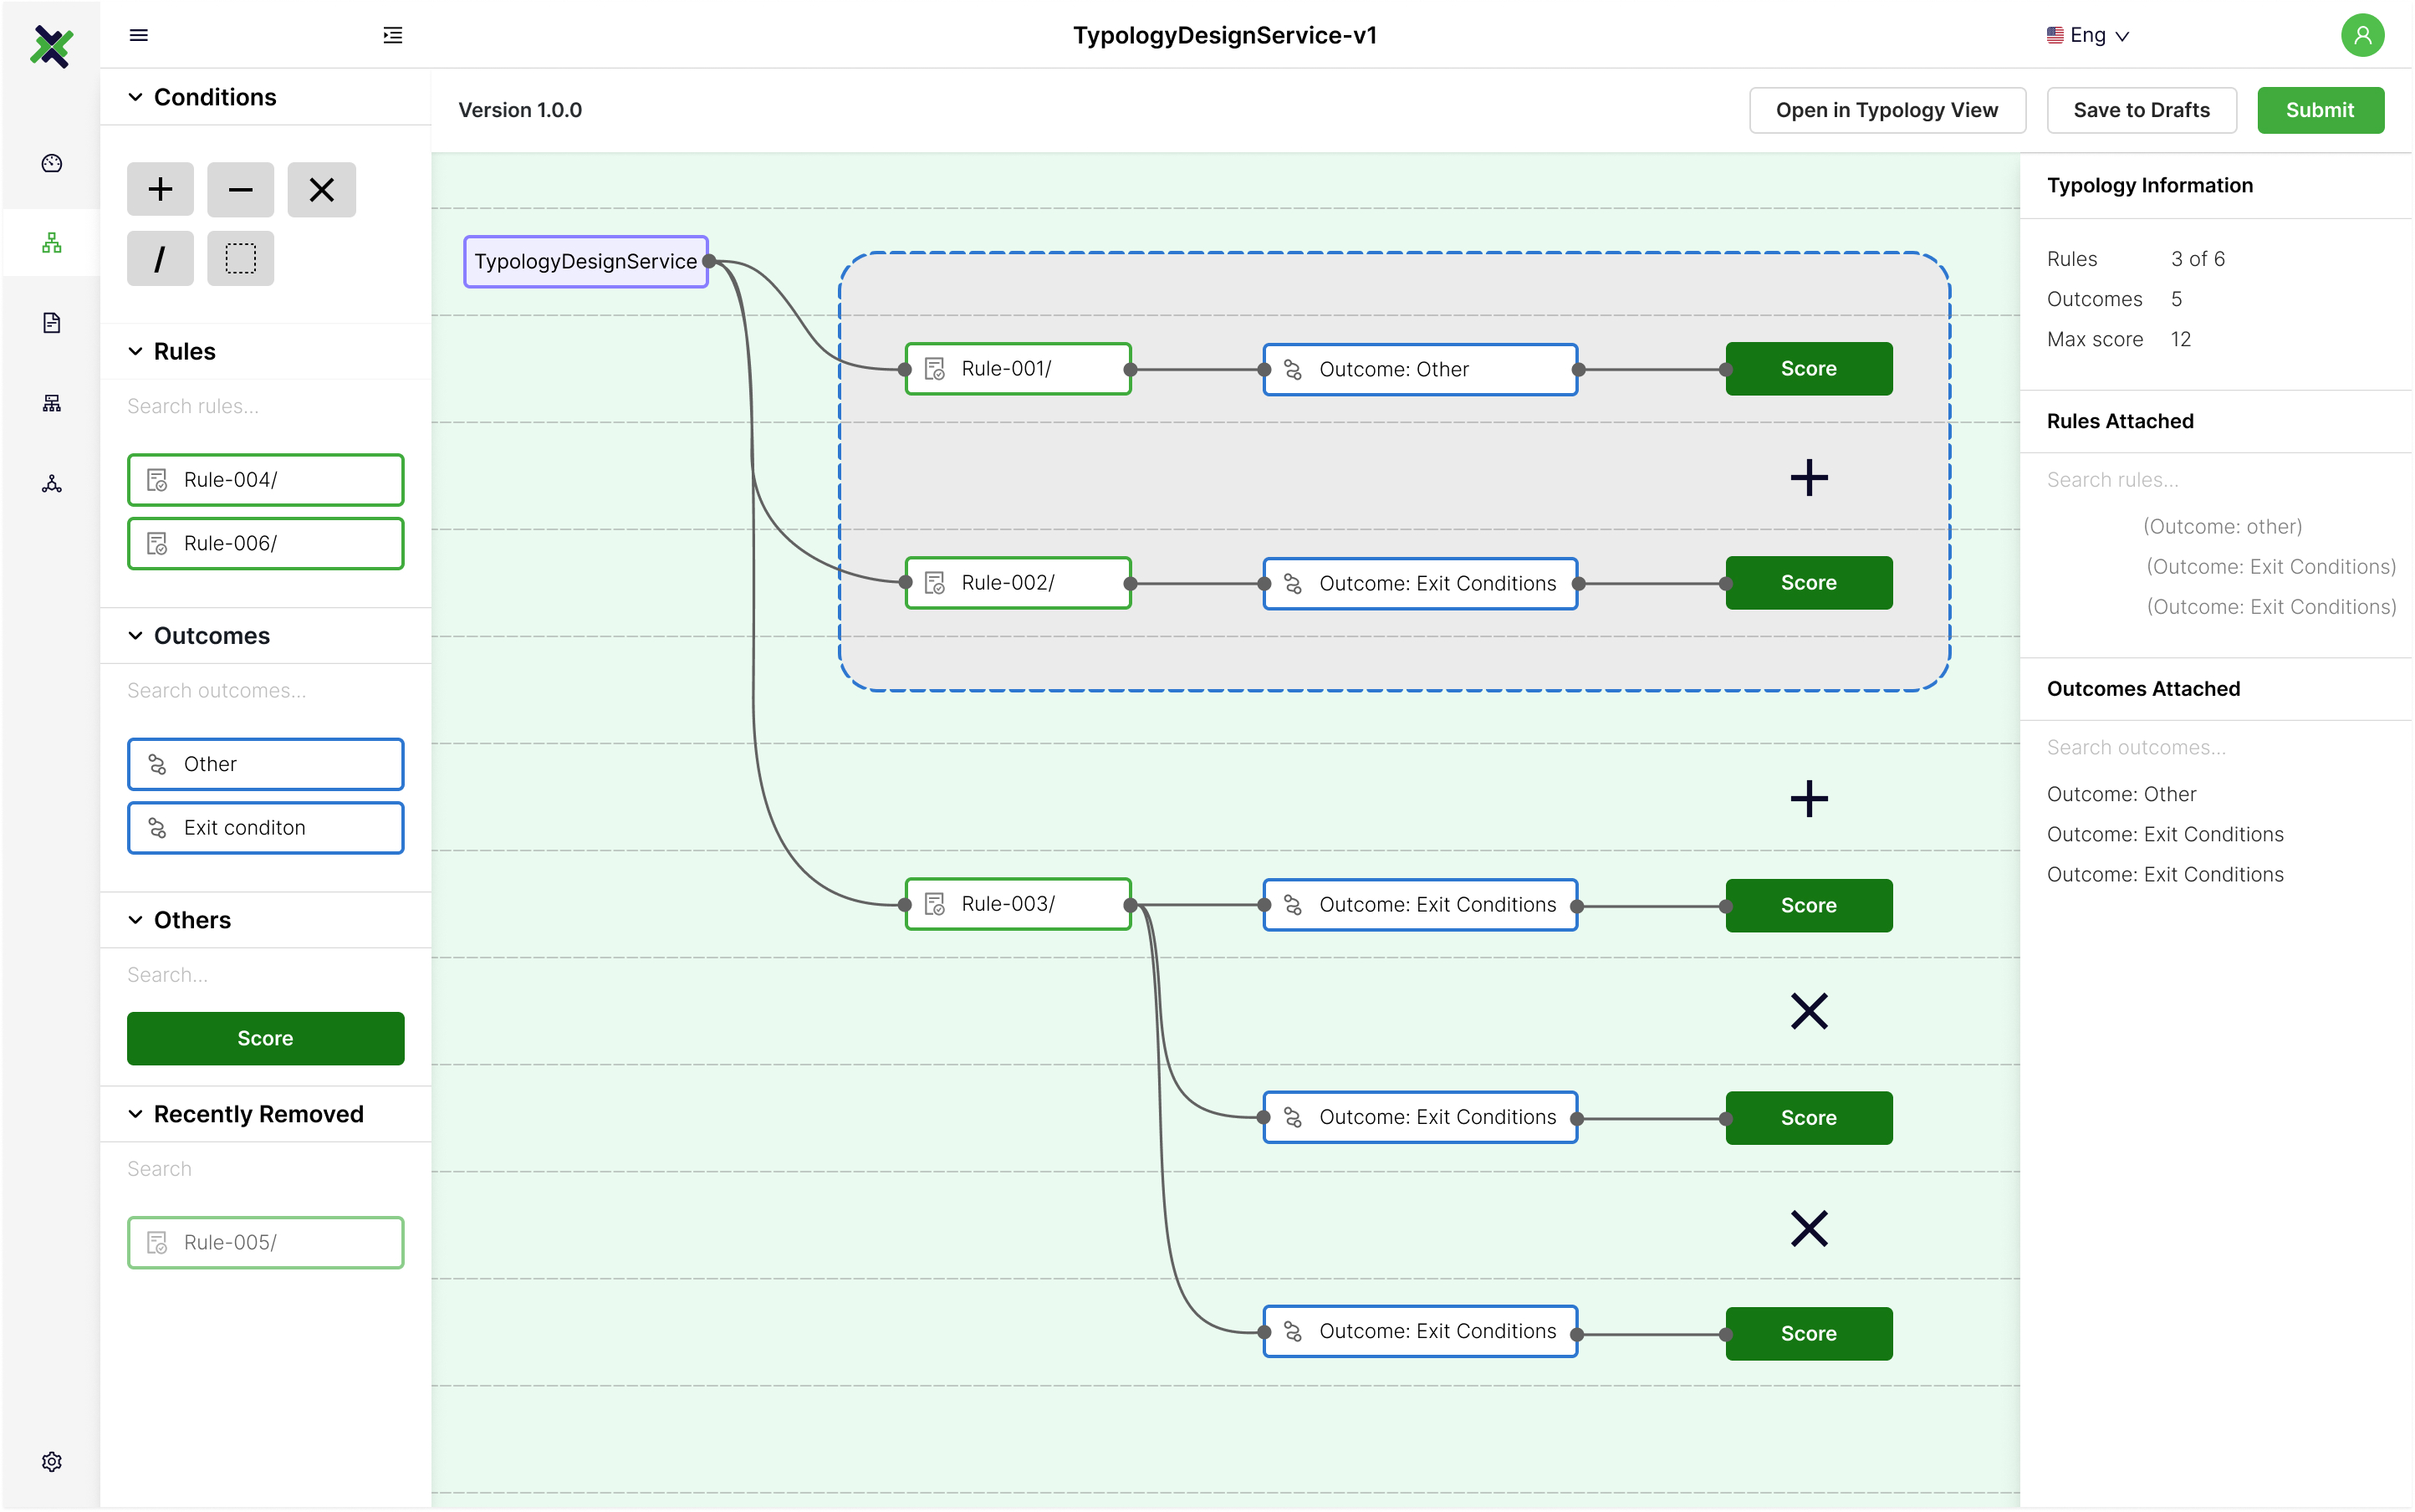 TypologyDesignService-v1
Eng
Conditions
Version 1.0.0
Open in Typology View
Save to Drafts
Submit
Rules
Search rules...
Rule-004/
Rule-006/
Outcomes
Search outcomes...
Other
Exit conditon
Others
Search...
Score
Recently Removed
Search
Rule-005/
TypologyDesignService
Rule-001/
Outcome: Other
Score
+
Rule-002/
Outcome: Exit Conditions
Score
+
Rule-003/
Outcome: Exit Conditions
Score
Outcome: Exit Conditions
Score
Outcome: Exit Conditions
Score
Typology Information
Rules 3 of 6
Outcomes 5
Max score 12
Rules Attached
Search rules...
(Outcome: other)
(Outcome: Exit Conditions)
(Outcome: Exit Conditions)
Outcomes Attached
Search outcomes...
Outcome: Other
Outcome: Exit Conditions
Outcome: Exit Conditions